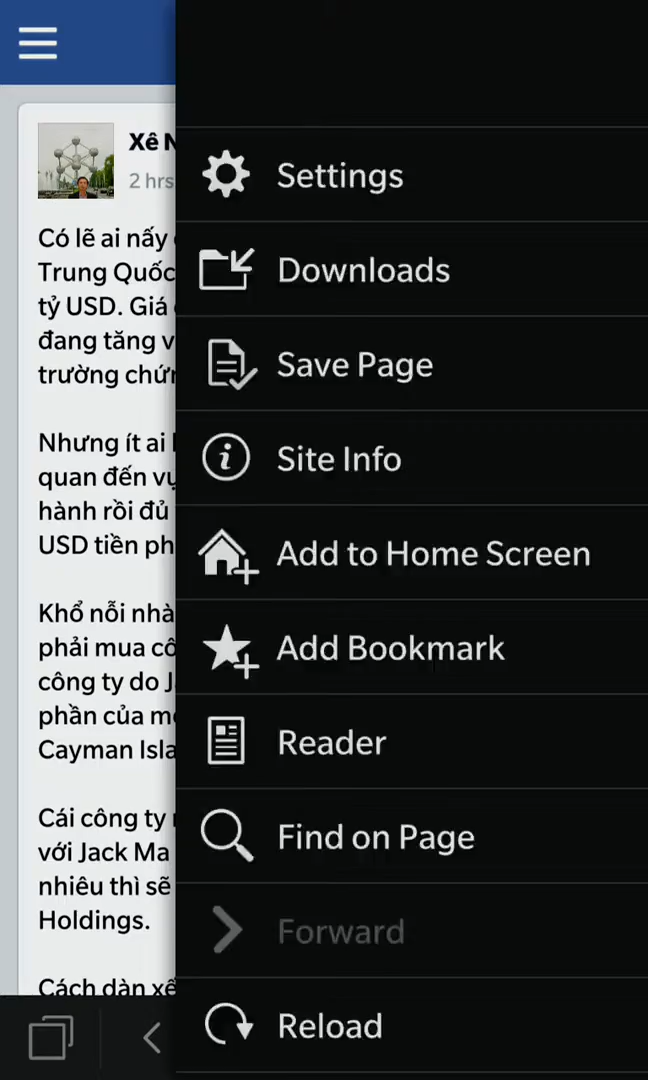 Xê
2 hrs
Có lẽ ai nấy
Trung Quốc
tỷ USD. Giá
đang tăng v
trường chứn
Nhưng ít ai
quan đến vụ
hành rồi đủ
USD tiền ph
Khổ nỗi nhà
phải mua cô
công ty do J
phần của mộ
Cayman Isla
Cái công ty
với Jack Ma
nhiêu thì sẽ
Holdings.
Cách dàn xế
Settings
Downloads
Save Page
Site Info
Add to Home Screen
Add Bookmark
Reader
Find on Page
Forward
Reload